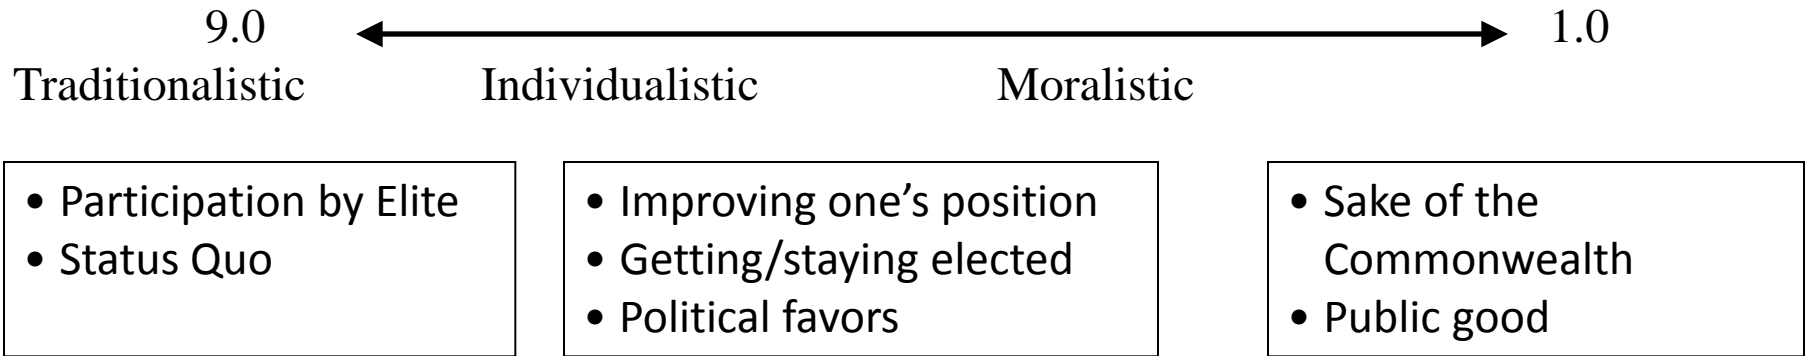 9.0 1.0
Traditionalistic Individualistic Moralistic
• Participation by Elite
• Status Quo
• Improving one’s position
• Getting/staying elected
• Political favors
• Sake of the
Commonwealth
• Public good